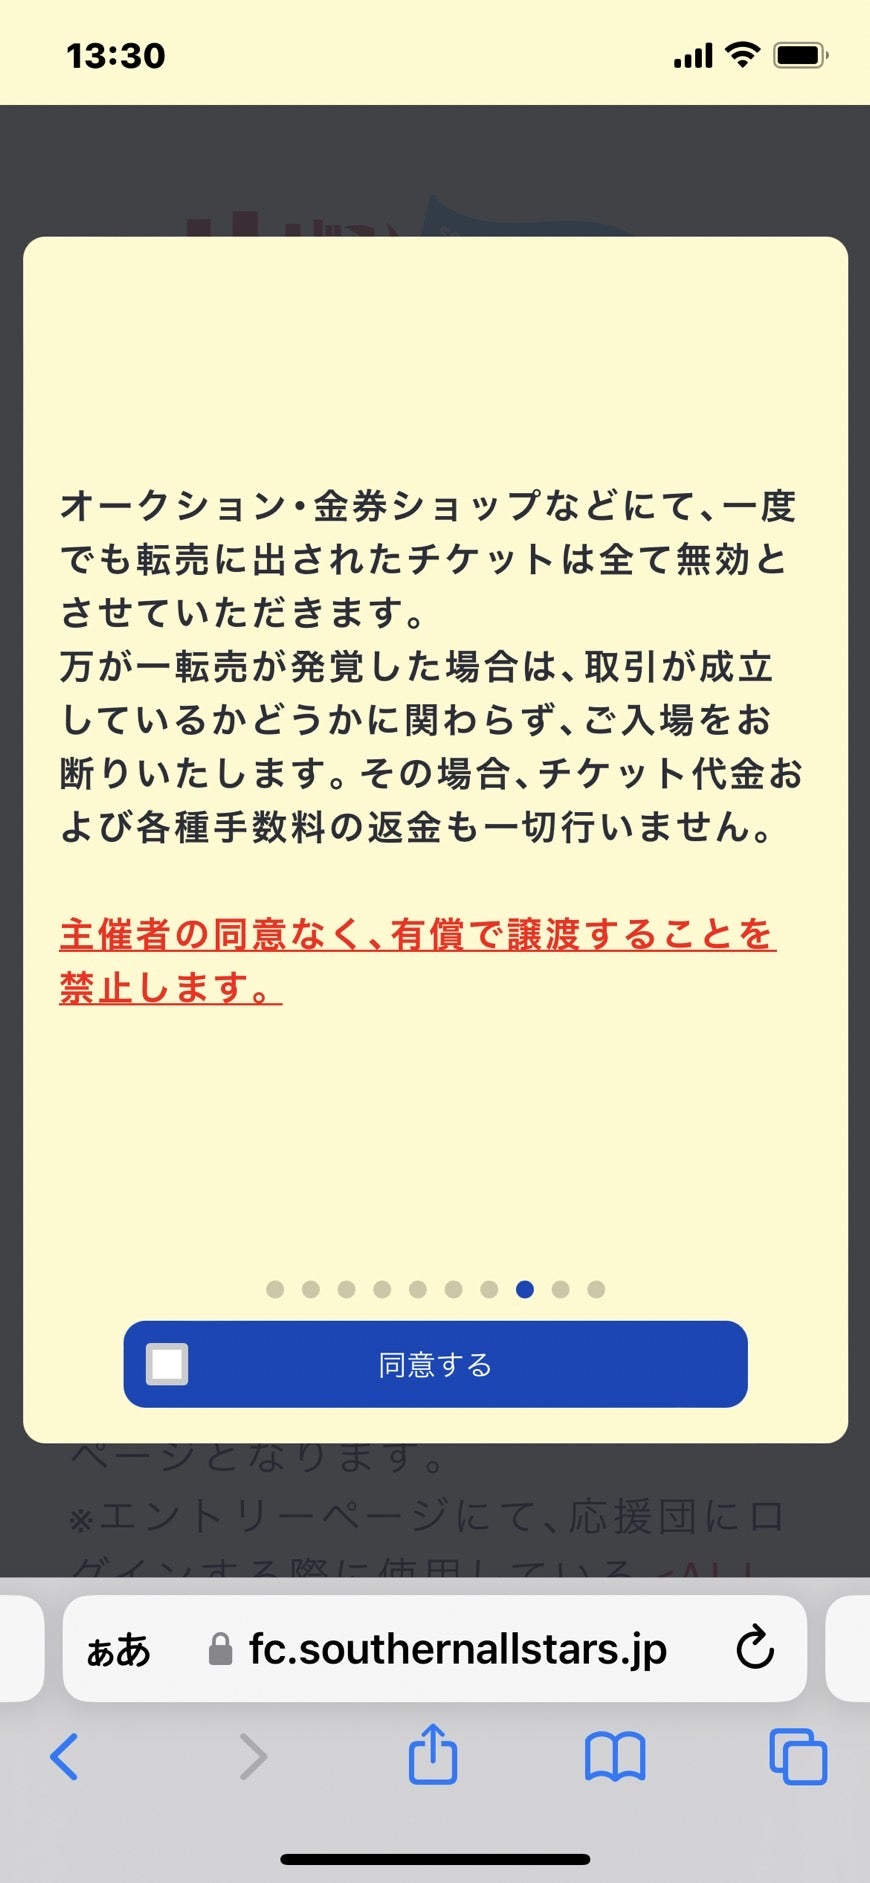 13:30
オークション・金券ショップなどにて、一度
でも転売に出されたチケットは全て無効と
させていただきます。
万が一転売が発覚した場合は、取引が成立
しているかどうかに関わらず、ご入場をお
断りいたします。その場合、チケット代金お
よび各種手数料の返金も一切行いません。
主催者の同意なく、有償で譲渡することを
禁止します。
同意する
ページとなります。
※エントリーページにて、応援団にロ
グインする際に使用している<ALL
ぁあ fc.southernallstars.jp